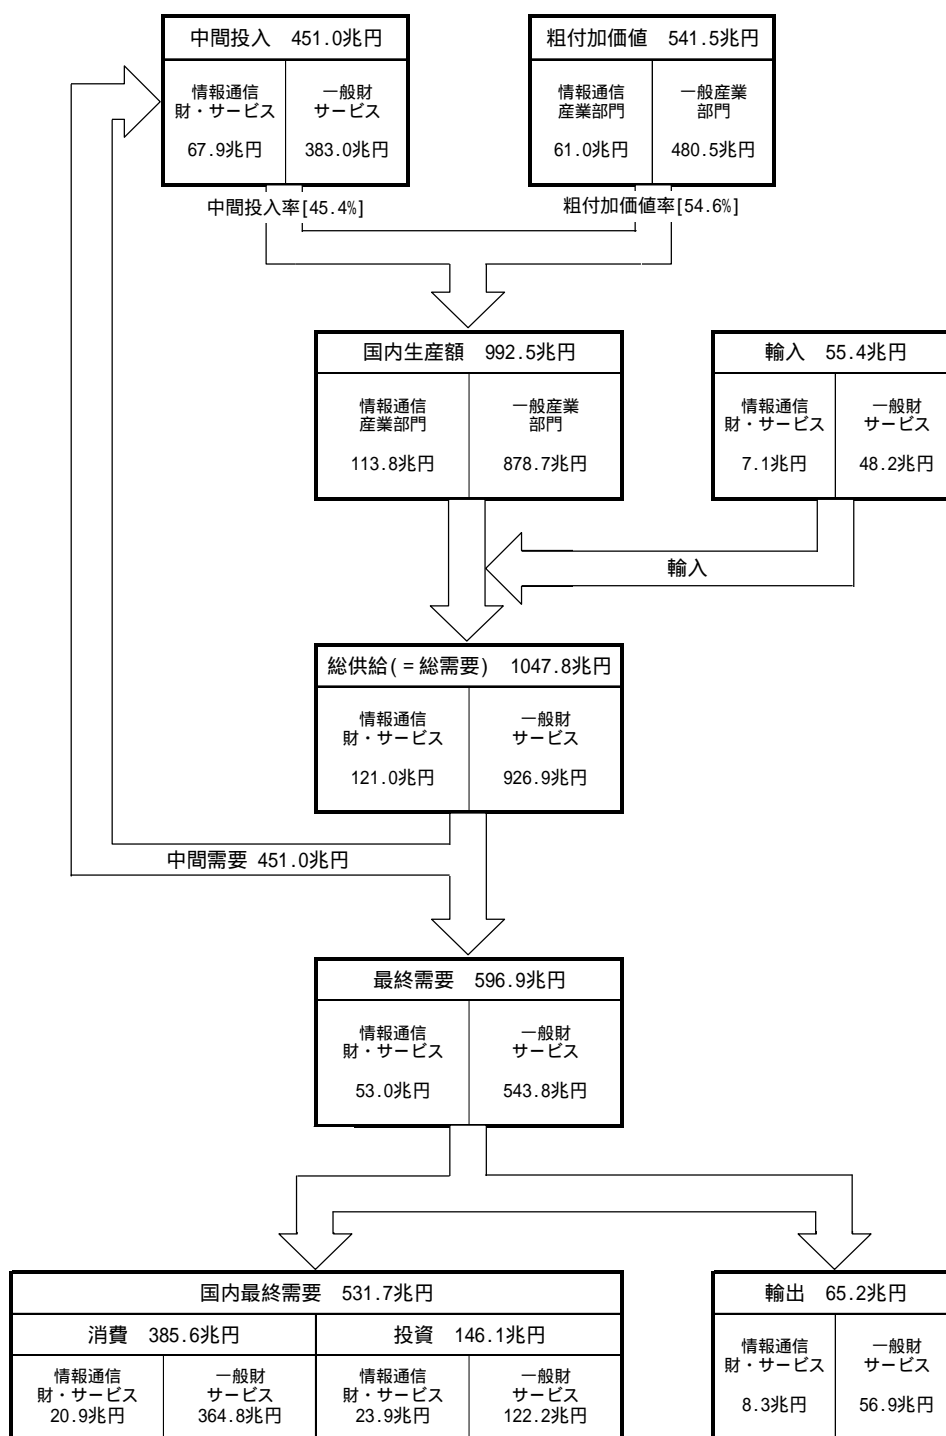 中間投入 451.0兆円
情報通信
財・サービス
67.9兆円
一般財
サービス
383.0兆円
粗付加価値 541.5兆円
情報通信
産業部門
61.0兆円
一般産業
部門
480.5兆円
中間投入率[45.4%]
粗付加価値率[54.6%]
国内生産額 992.5兆円
情報通信
産業部門
113.8兆円
一般産業
部門
878.7兆円
輸入 55.4兆円
情報通信
財・サービス
7.1兆円
一般財
サービス
48.2兆円
輸入
総供給(=総需要) 1047.8兆円
情報通信
財・サービス
121.0兆円
一般財
サービス
926.9兆円
中間需要 451.0兆円
最終需要 596.9兆円
情報通信
財・サービス
53.0兆円
一般財
サービス
543.8兆円
国内最終需要 531.7兆円
消費 385.6兆円
情報通信
財・サービス
20.9兆円
一般財
サービス
364.8兆円
投資 146.1兆円
情報通信
財・サービス
23.9兆円
一般財
サービス
122.2兆円
輸出 65.2兆円
情報通信
財・サービス
8.3兆円
一般財
サービス
56.9兆円